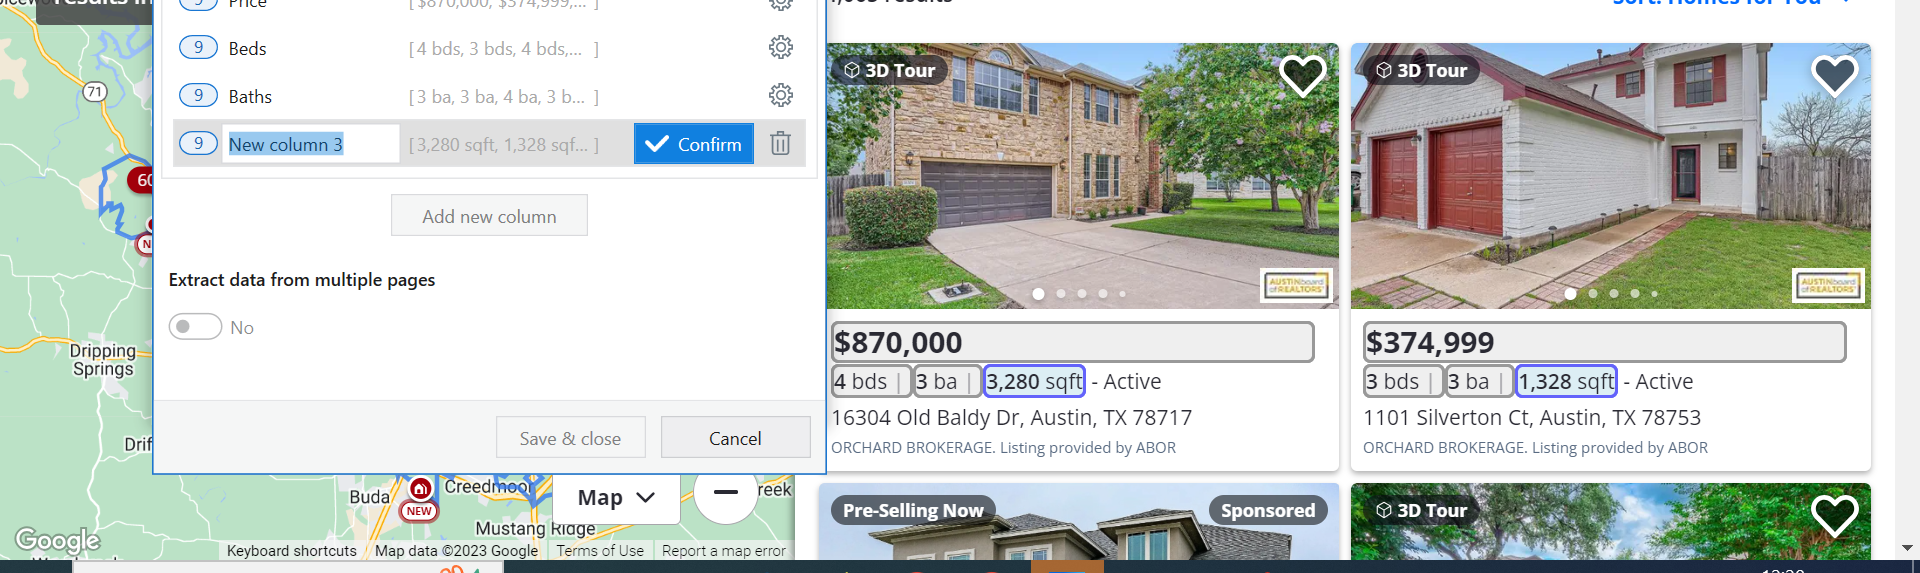 Price [ $870,000, $374,999,... ]
9 Beds [ 4 bds, 3 bds, 4 bds,... ]
9 Baths [ 3 ba, 3 ba, 4 ba, 3 b... ]
9 New column 3 [ 3,280 sqft, 1,328 sqf... ] Confirm
Add new column
Extract data from multiple pages
No
Save & close Cancel
71
60
Dripping
Springs
Drif
Buda
Creedmoor
reek
NEW
Mustang Ridge
Map
Google
Keyboard shortcuts Map data ©2023 Google Terms of Use Report a map error
results
Sort: Homes for You
3D Tour
AUSTINboard
of REALTORS
$870,000
4 bds | 3 ba | 3,280 sqft - Active
16304 Old Baldy Dr, Austin, TX 78717
ORCHARD BROKERAGE. Listing provided by ABOR
3D Tour
AUSTINboard
of REALTORS
$374,999
3 bds | 3 ba | 1,328 sqft - Active
1101 Silverton Ct, Austin, TX 78753
ORCHARD BROKERAGE. Listing provided by ABOR
Pre-Selling Now Sponsored
3D Tour